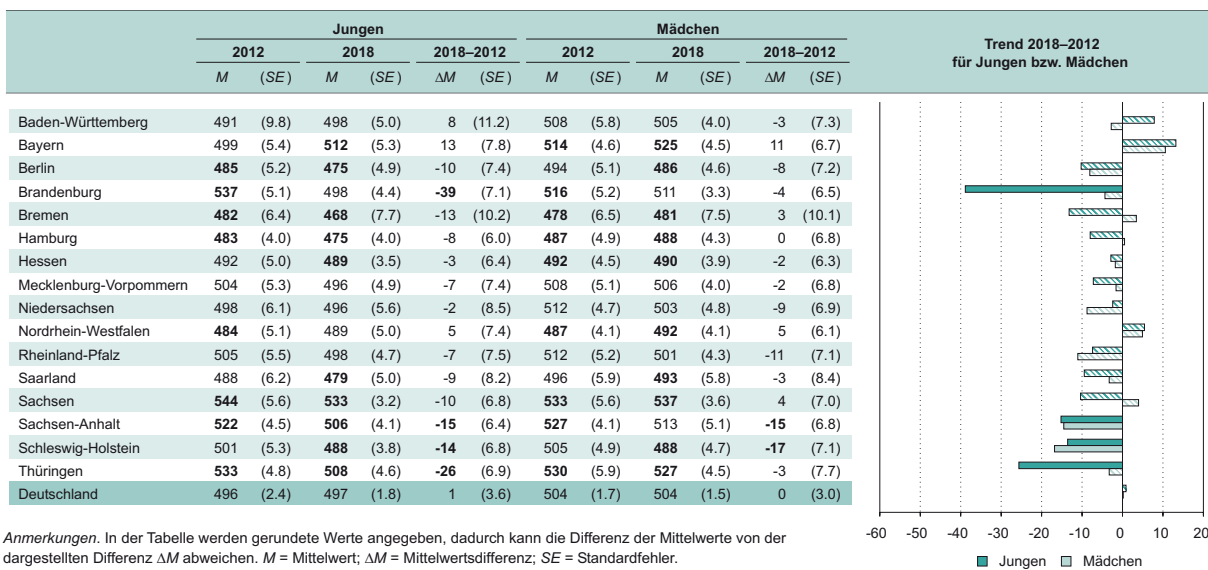 Jungen Mädchen
2012 2018 2018–2012 2012 2018 2018–2012 Trend 2018–2012
für Jungen bzw. Mädchen
M (SE) M (SE) ΔM (SE) M (SE) M (SE) ΔM (SE)
Baden-Württemberg 491 (9.8) 498 (5.0) 8 (11.2) 508 (5.8) 505 (4.0) -3 (7.3)
Bayern 499 (5.4) 512 (5.3) 13 (7.8) 514 (4.6) 525 (4.5) 11 (6.7)
Berlin 485 (5.2) 475 (4.9) -10 (7.4) 494 (5.1) 486 (4.6) -8 (7.2)
Brandenburg 537 (5.1) 498 (4.4) -39 (7.1) 516 (5.2) 511 (3.3) -4 (6.5)
Bremen 482 (6.4) 468 (7.7) -13 (10.2) 478 (6.5) 481 (7.5) 3 (10.1)
Hamburg 483 (4.0) 475 (4.0) -8 (6.0) 487 (4.9) 488 (4.3) 0 (6.8)
Hessen 492 (5.0) 489 (3.5) -3 (6.4) 492 (4.5) 490 (3.9) -2 (6.3)
Mecklenburg-Vorpommern 504 (5.3) 496 (4.9) -7 (7.4) 508 (5.1) 506 (4.0) -2 (6.8)
Niedersachsen 498 (6.1) 496 (5.6) -2 (8.5) 512 (4.7) 503 (4.8) -9 (6.9)
Nordrhein-Westfalen 484 (5.1) 489 (5.0) 5 (7.4) 487 (4.1) 492 (4.1) 5 (6.1)
Rheinland-Pfalz 505 (5.5) 498 (4.7) -7 (7.5) 512 (5.2) 501 (4.3) -11 (7.1)
Saarland 488 (6.2) 479 (5.0) -9 (8.2) 496 (5.9) 493 (5.8) -3 (8.4)
Sachsen 544 (5.6) 533 (3.2) -10 (6.8) 533 (5.6) 537 (3.6) 4 (7.0)
Sachsen-Anhalt 522 (4.5) 506 (4.1) -15 (6.4) 527 (4.1) 513 (5.1) -15 (6.8)
Schleswig-Holstein 501 (5.3) 488 (3.8) -14 (6.8) 505 (4.9) 488 (4.7) -17 (7.1)
Thüringen 533 (4.8) 508 (4.6) -26 (6.9) 530 (5.9) 527 (4.5) -3 (7.7)
Deutschland 496 (2.4) 497 (1.8) 1 (3.6) 504 (1.7) 504 (1.5) 0 (3.0)
-60 -50 -40 -30 -20 -10 0 10 20
Jungen Mädchen
Anmerkungen. In der Tabelle werden gerundete Werte angegeben, dadurch kann die Differenz der Mittelwerte von der
dargestellten Differenz ΔM abweichen. M = Mittelwert; ΔM = Mittelwertsdifferenz; SE = Standardfehler.